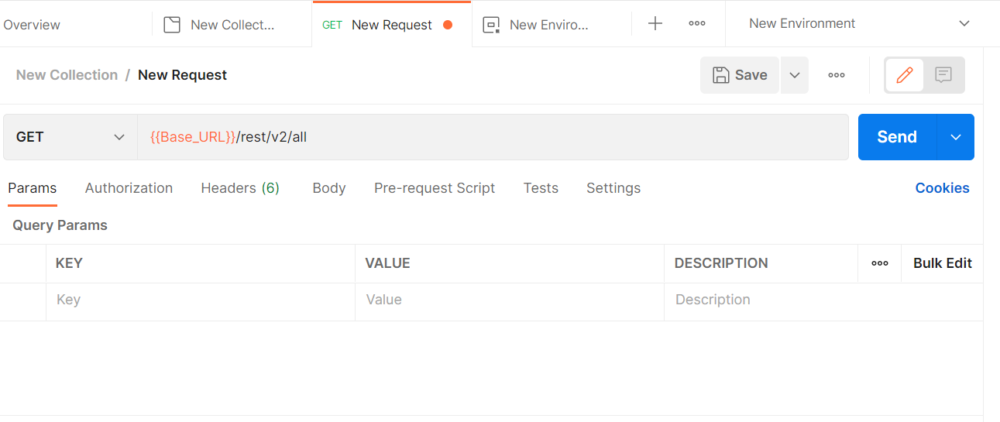 Overview New Collect... GET New Request New Enviro... New Environment
New Collection / New Request Save
GET {{Base_URL}}/rest/v2/all Send
Params Authorization Headers (6) Body Pre-request Script Tests Settings Cookies
Query Params
KEY VALUE DESCRIPTION Bulk Edit
Key Value Description